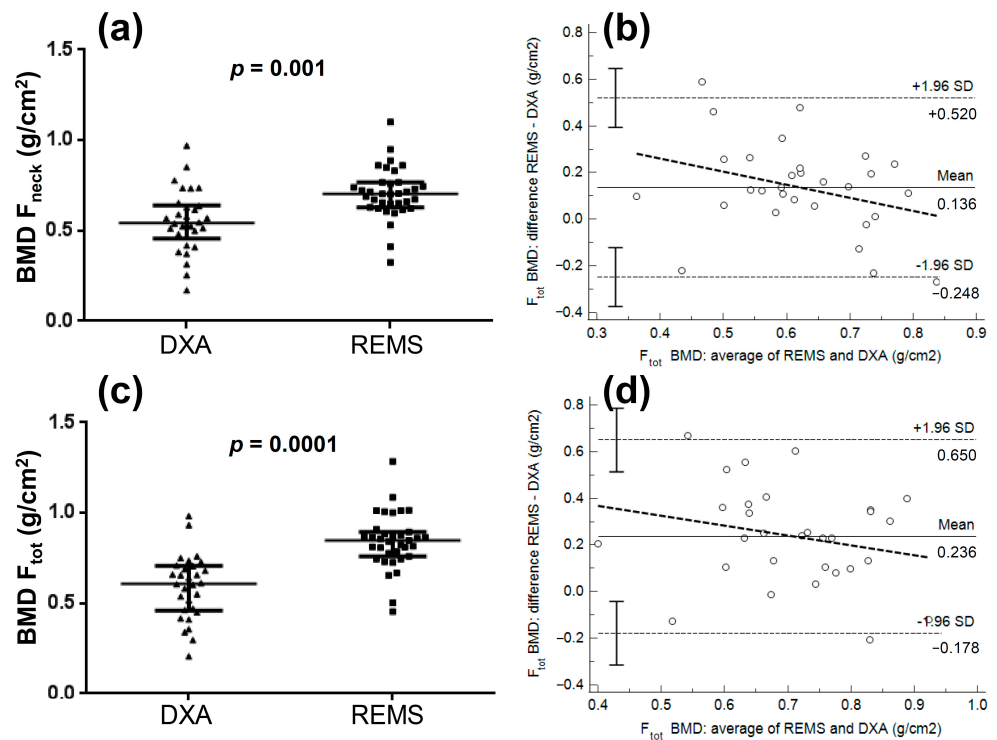 (a)
p = 0.001
BMD Fneck (g/cm2)
1.5
1.0
0.5
0.0
DXA
REMS
(b)
Ftot BMD: difference REMS - DXA (g/cm2)
0.8
0.6
0.4
0.2
0.0
-0.2
-0.4
+1.96 SD
+0.520
Mean
0.136
-1.96 SD
−0.248
0.3
0.4
0.5
0.6
0.7
0.8
0.9
Ftot BMD: average of REMS and DXA (g/cm2)
(c)
p = 0.0001
BMD Ftot (g/cm2)
1.5
1.0
0.5
0.0
DXA
REMS
(d)
Ftot BMD: difference REMS - DXA (g/cm2)
0.8
0.6
0.4
0.2
0.0
-0.2
-0.4
+1.96 SD
0.650
Mean
0.236
-1.96 SD
−0.178
0.4
0.5
0.6
0.7
0.8
0.9
1.0
Ftot BMD: average of REMS and DXA (g/cm2)